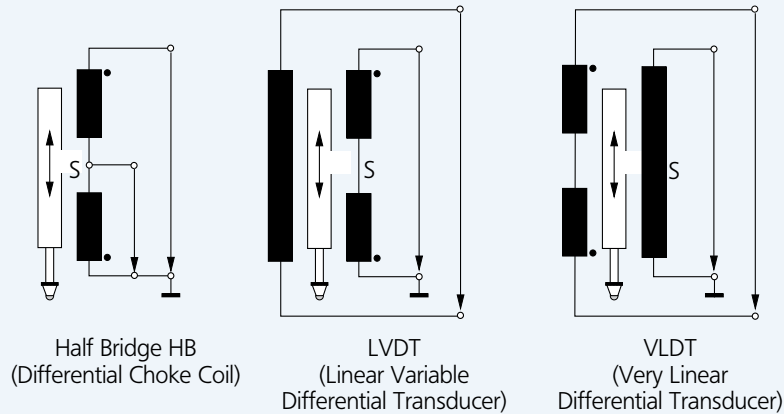 S
S
S
Half Bridge HB
(Differential Choke Coil)
LVDT
(Linear Variable
Differential Transducer)
VLDT
(Very Linear
Differential Transducer)